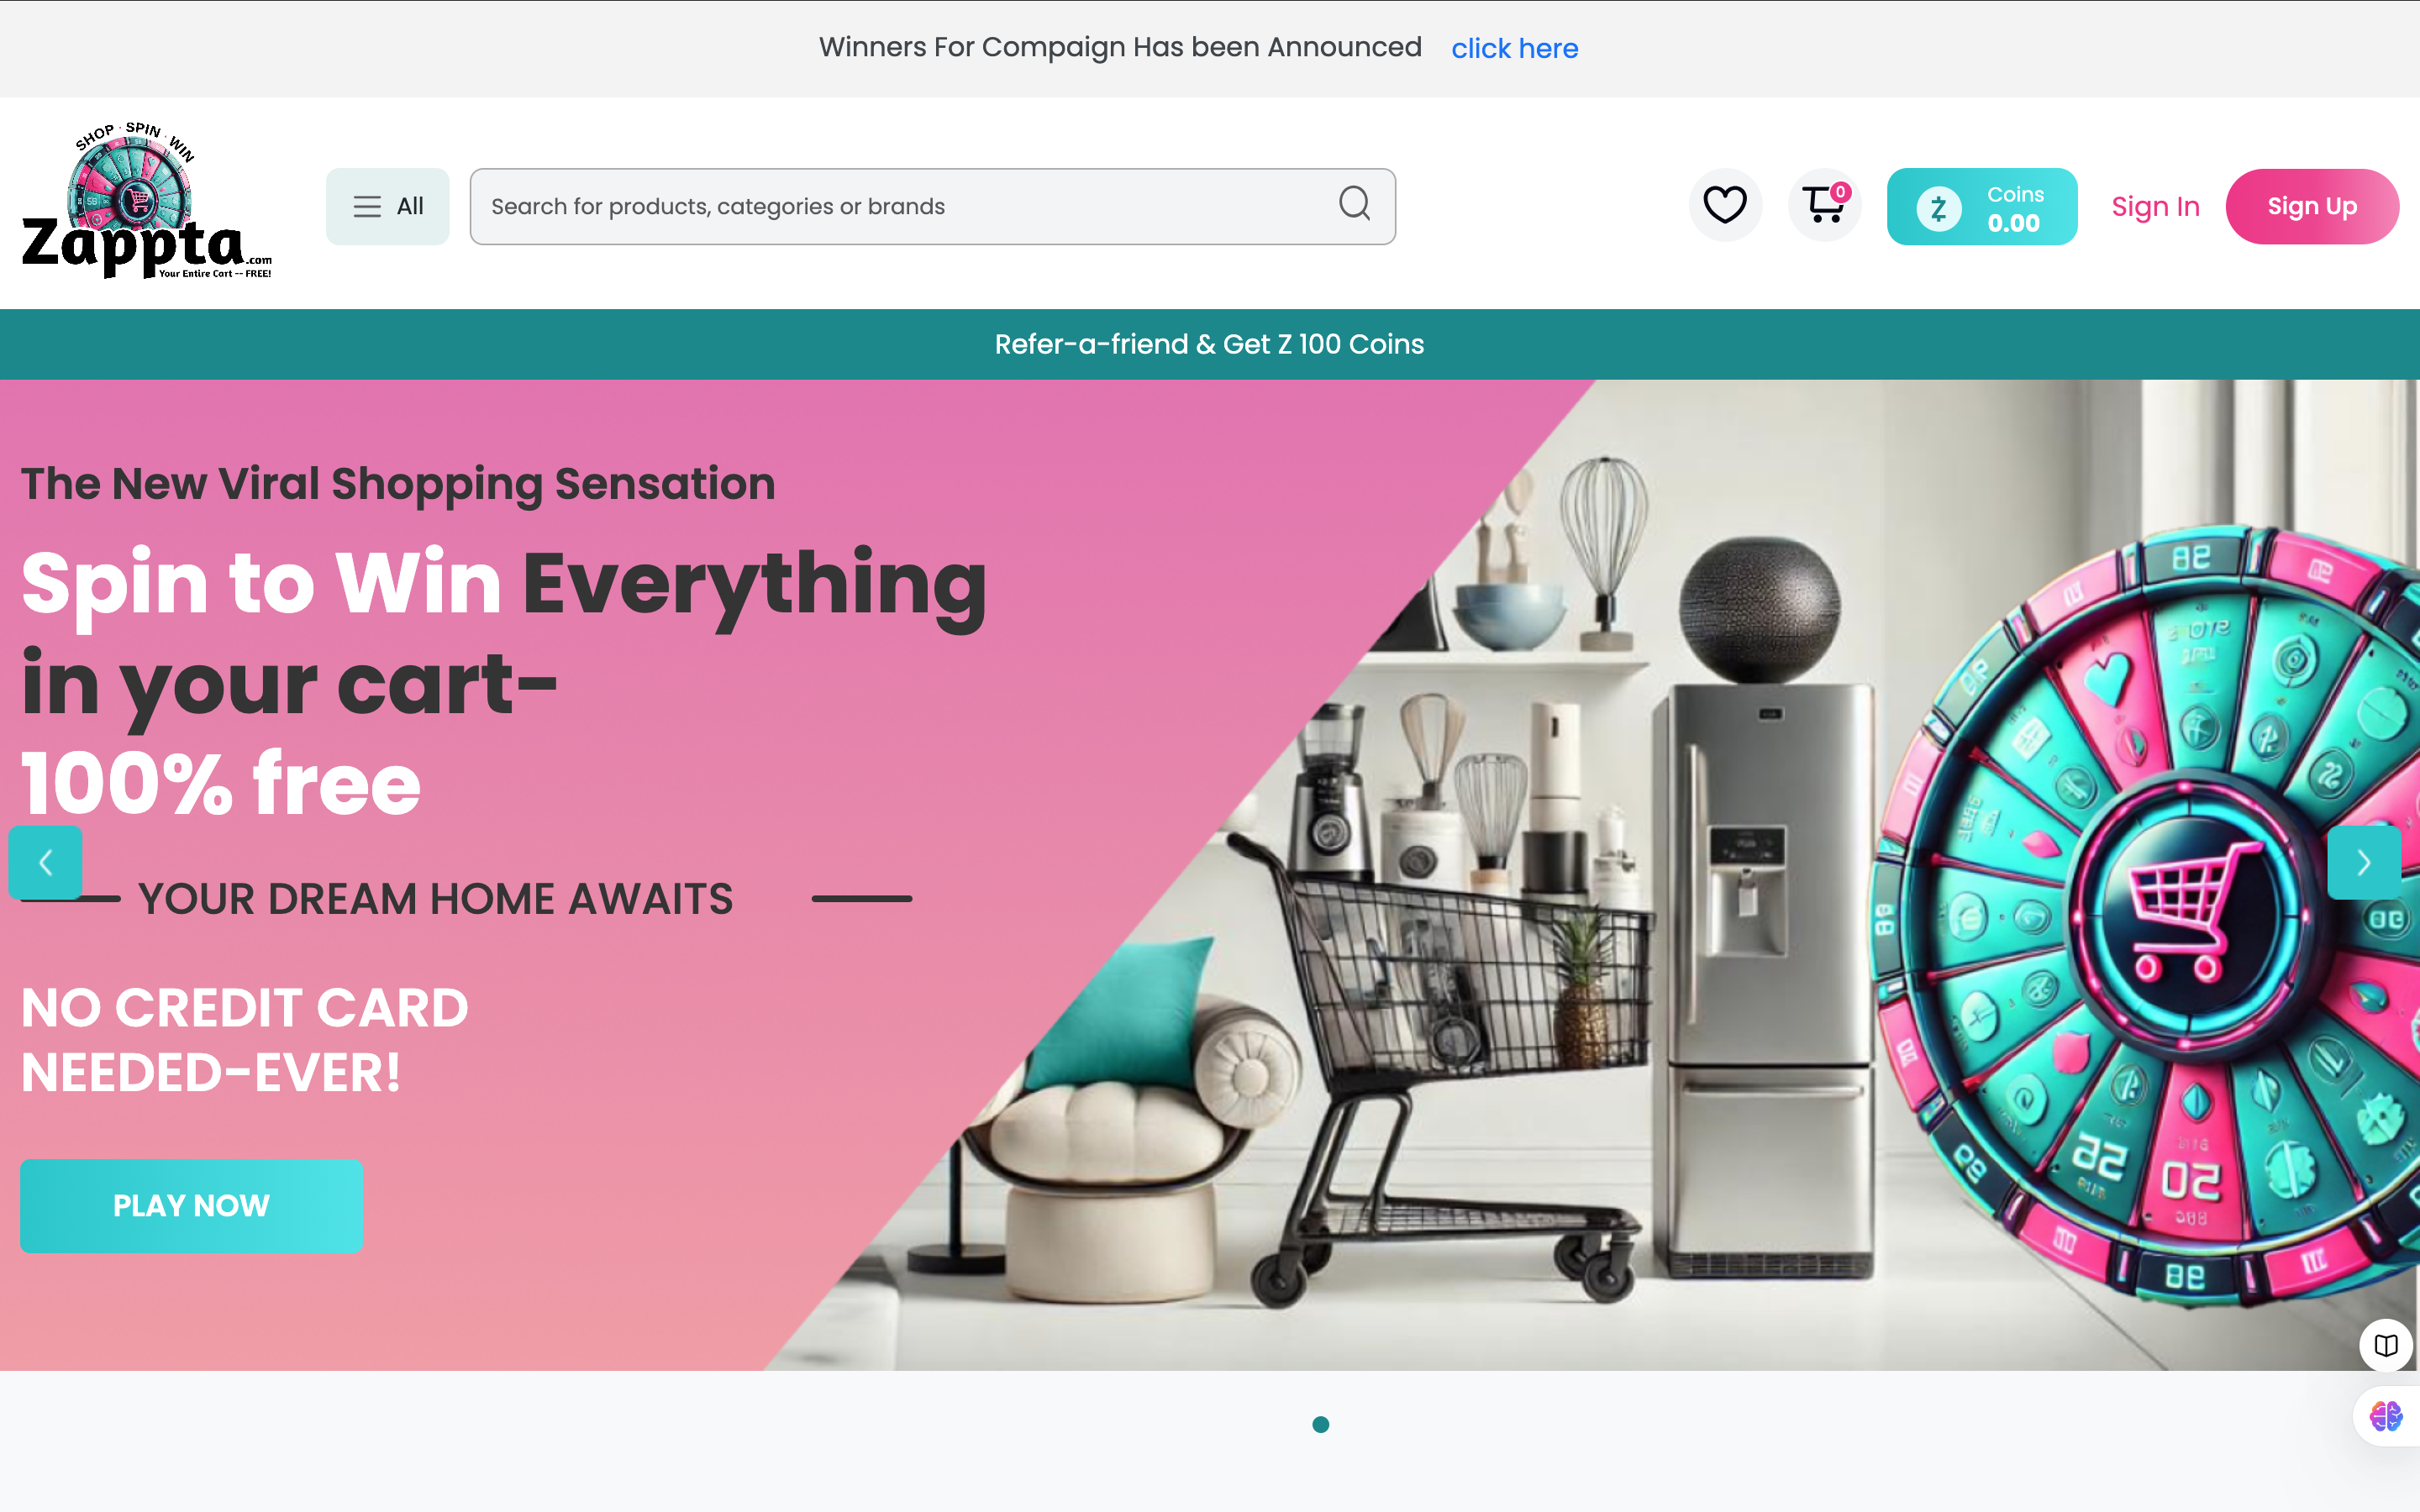 Winners For Compaign Has been Announced click here
SHOP · SPIN · WIN
Zappta.com
Your Entire Cart -- FREE!
All
Search for products, categories or brands
0
Coins
0.00
Sign In
Sign Up
Refer-a-friend & Get Z 100 Coins
The New Viral Shopping Sensation
Spin to Win Everything
in your cart-
100% free
YOUR DREAM HOME AWAITS
NO CREDIT CARD
NEEDED-EVER!
PLAY NOW